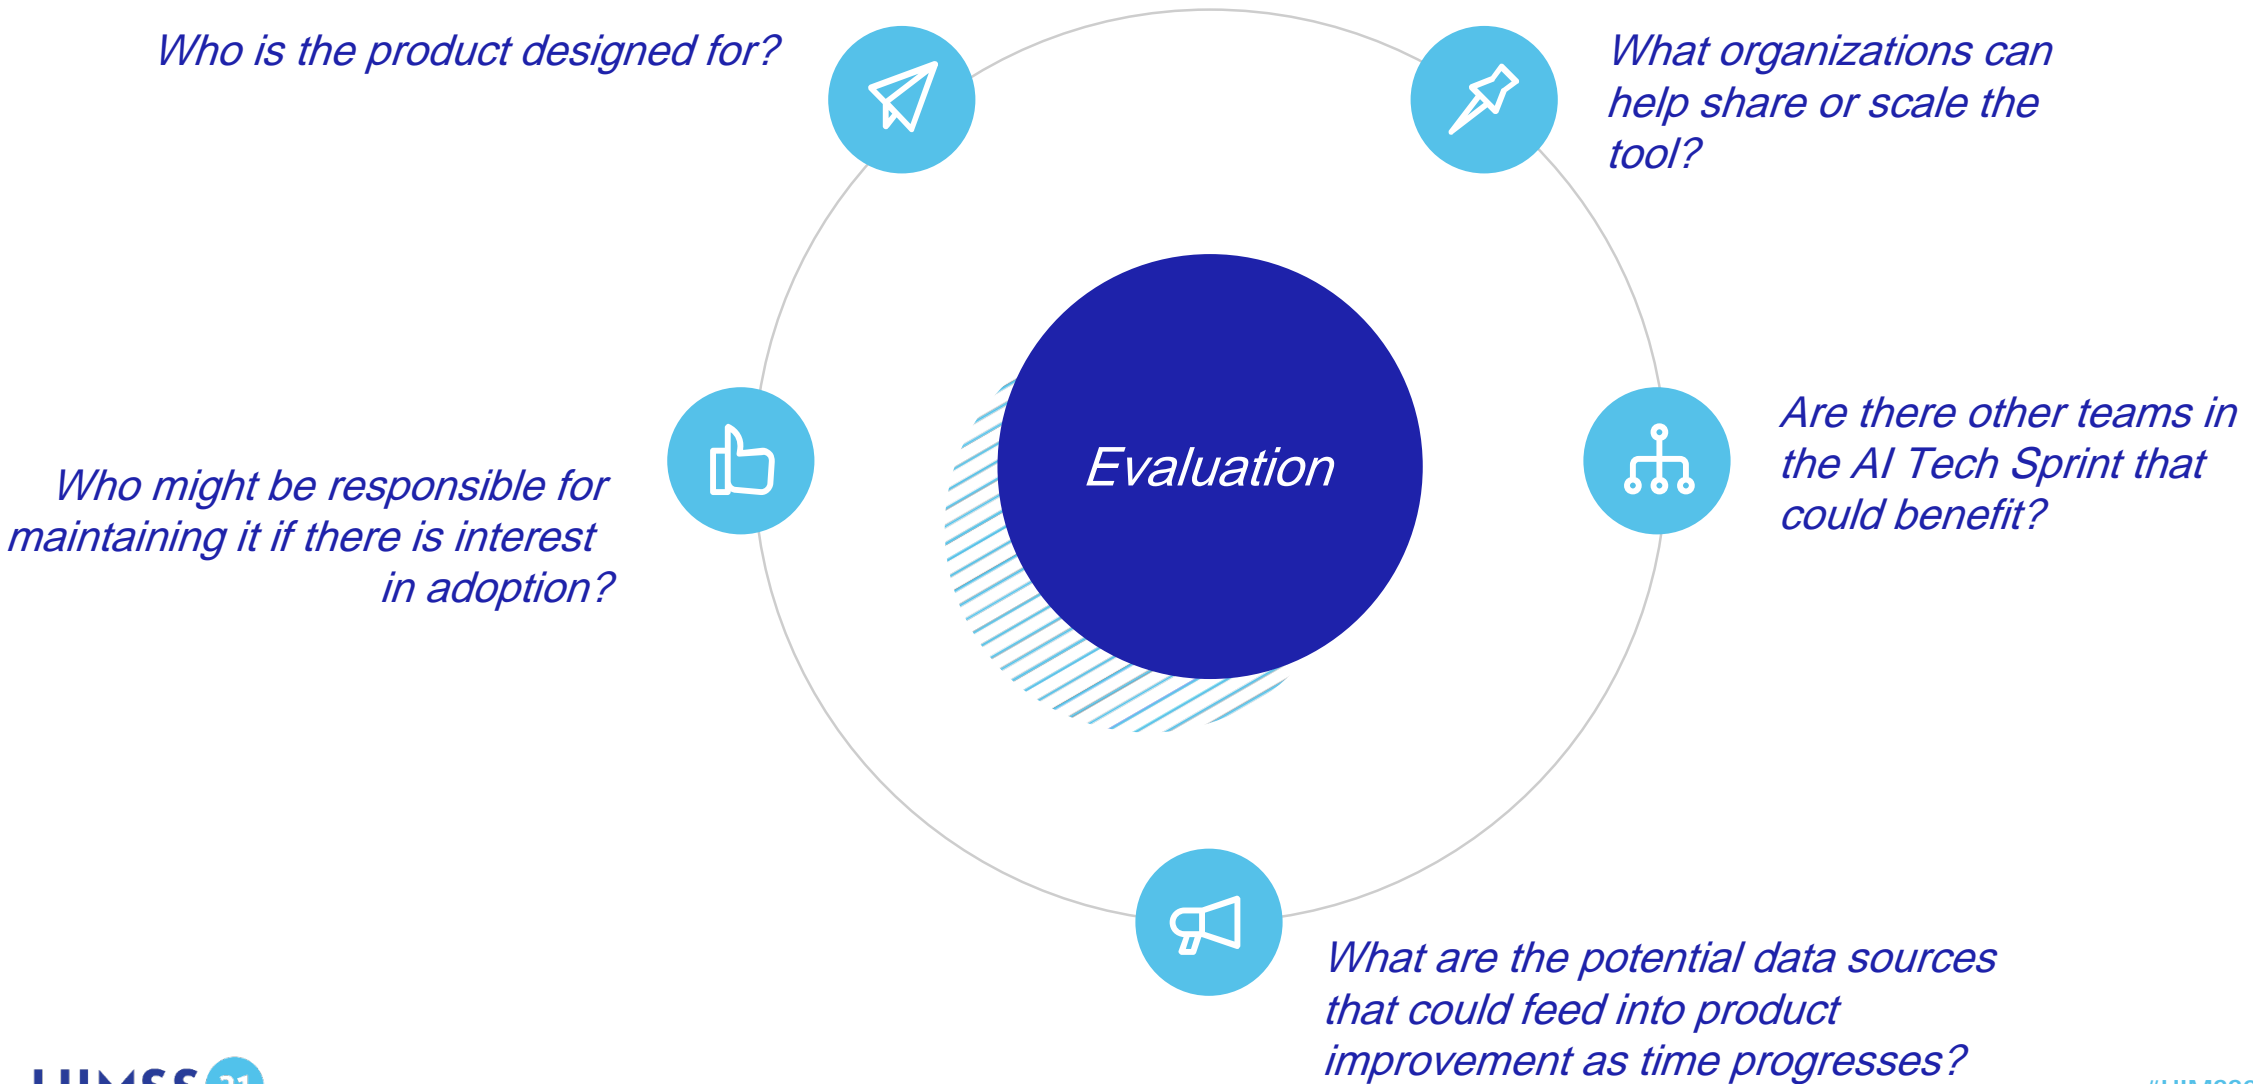 Who is the product designed for?
What organizations can
help share or scale the
tool?
Evaluation
Are there other teams in
the AI Tech Sprint that
could benefit?
Who might be responsible for
maintaining it if there is interest
in adoption?
What are the potential data sources
that could feed into product
improvement as time progresses?
HIMSS 21